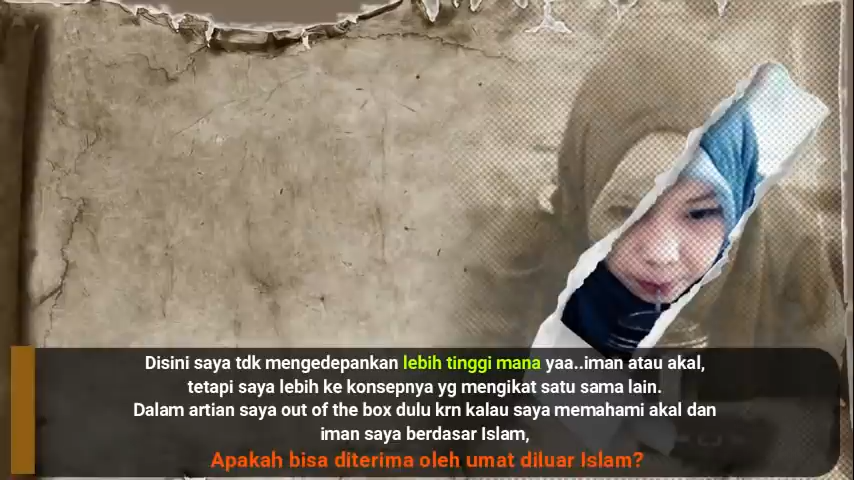 Disini saya tdk mengedepankan lebih tinggi mana yaa..iman atau akal,
tetapi saya lebih ke konsepnya yg mengikat satu sama lain.
Dalam artian saya out of the box dulu krn kalau saya memahami akal dan
iman saya berdasar Islam,
Apakah bisa diterima oleh umat diluar Islam?